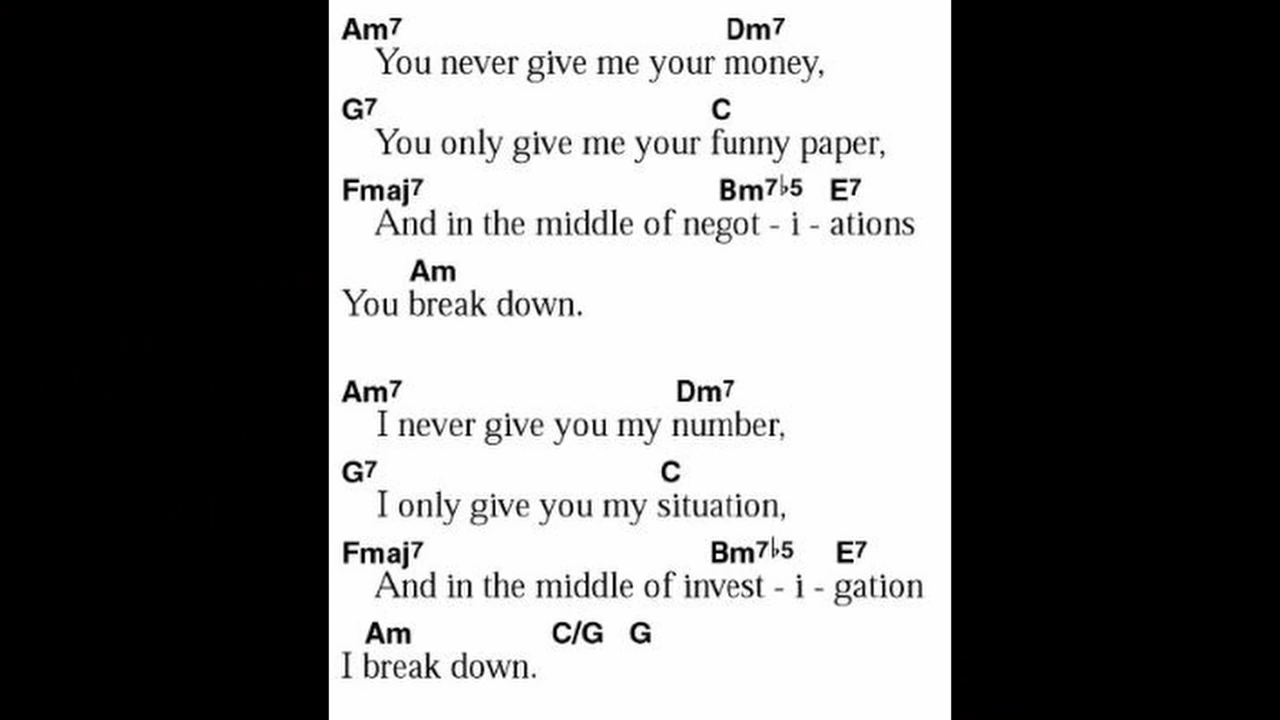 Am7 Dm7
You never give me your money,
G7 C
You only give me your funny paper,
Fmaj7 Bm7♭5 E7
And in the middle of negot - i - ations
Am
You break down.
Am7 Dm7
I never give you my number,
G7 C
I only give you my situation,
Fmaj7 Bm7♭5 E7
And in the middle of invest - i - gation
Am C/G G
I break down.